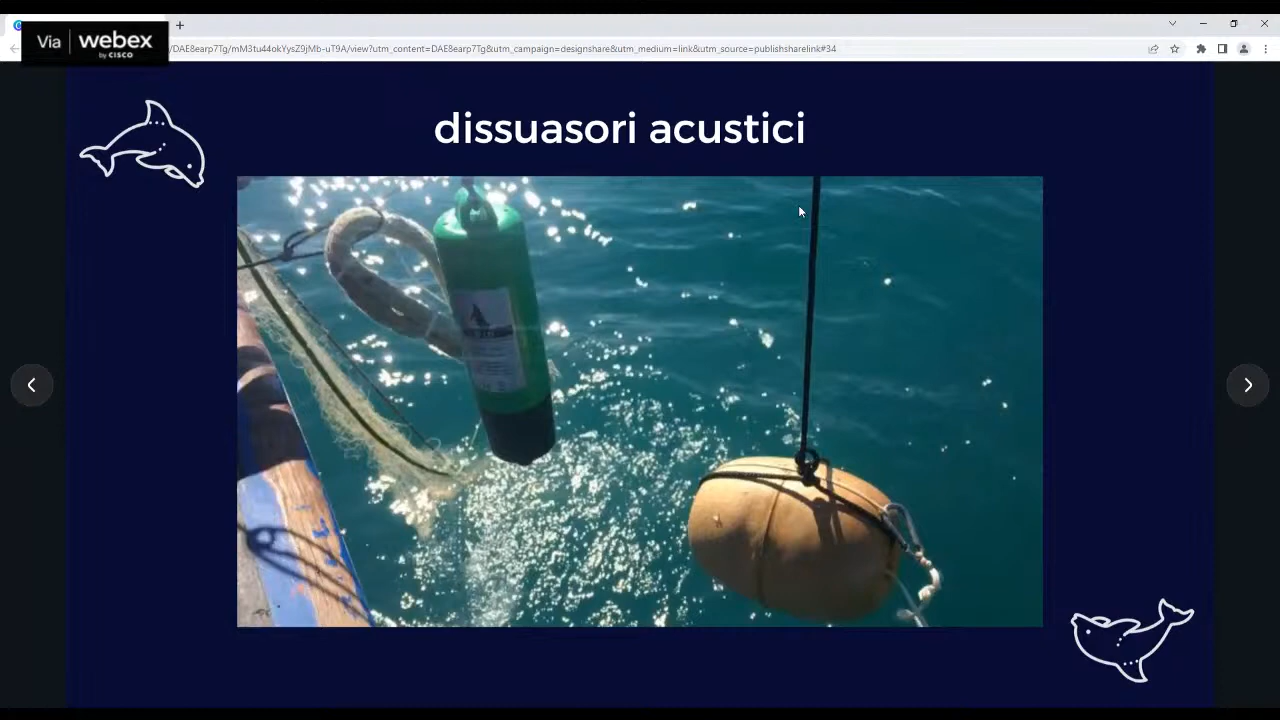 Via webex
by CISCO
/DAE8earp7Tg/mM3tu44okYysZ9jMb-uT9A/view?utm_content=DAE8earp7Tg&utm_campaign=designshare&utm_medium=link&utm_source=publishsharelink#34
dissuasori acustici